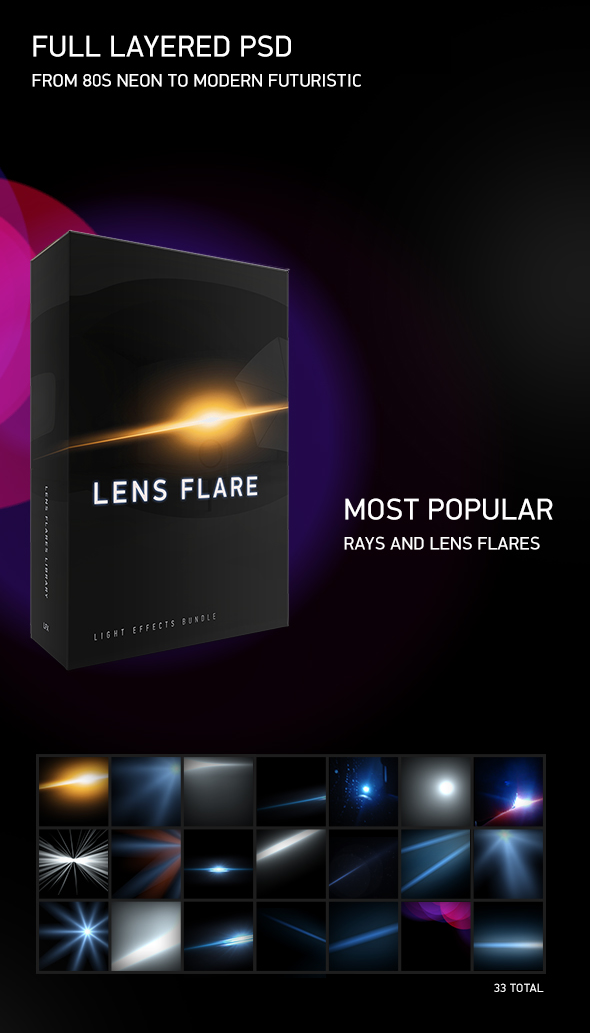 FULL LAYERED PSD
FROM 80S NEON TO MODERN FUTURISTIC
LENS FLARE
LENS FLARES LIBRARY
LIGHT EFFECTS BUNDLE
MOST POPULAR
RAYS AND LENS FLARES
33 TOTAL